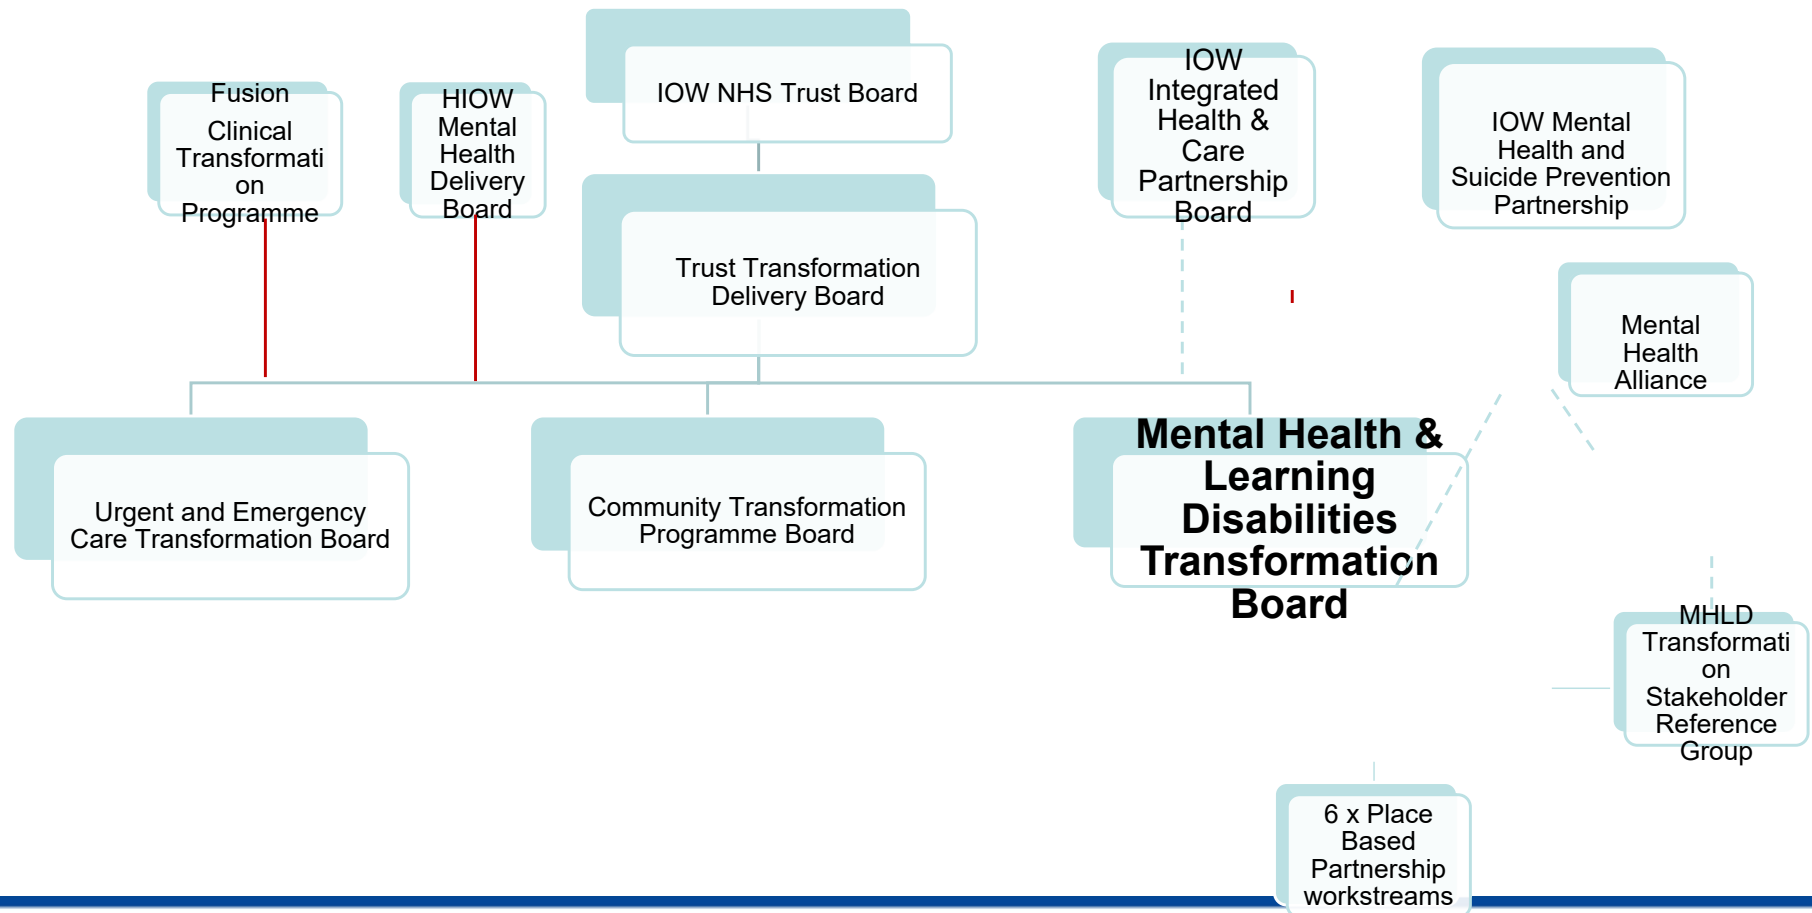 Fusion
Clinical
Transformati
on
Programme
HIOW
Mental
Health
Delivery
Board
IOW NHS Trust Board
IOW
Integrated
Health &
Care
Partnership
Board
IOW Mental
Health and
Suicide Prevention
Partnership
Trust Transformation
Delivery Board
Mental
Health
Alliance
Urgent and Emergency
Care Transformation Board
Community Transformation
Programme Board
Mental Health &
Learning
Disabilities
Transformation
Board
MHLD
Transformati
on
Stakeholder
Reference
Group
6 x Place
Based
Partnership
workstreams